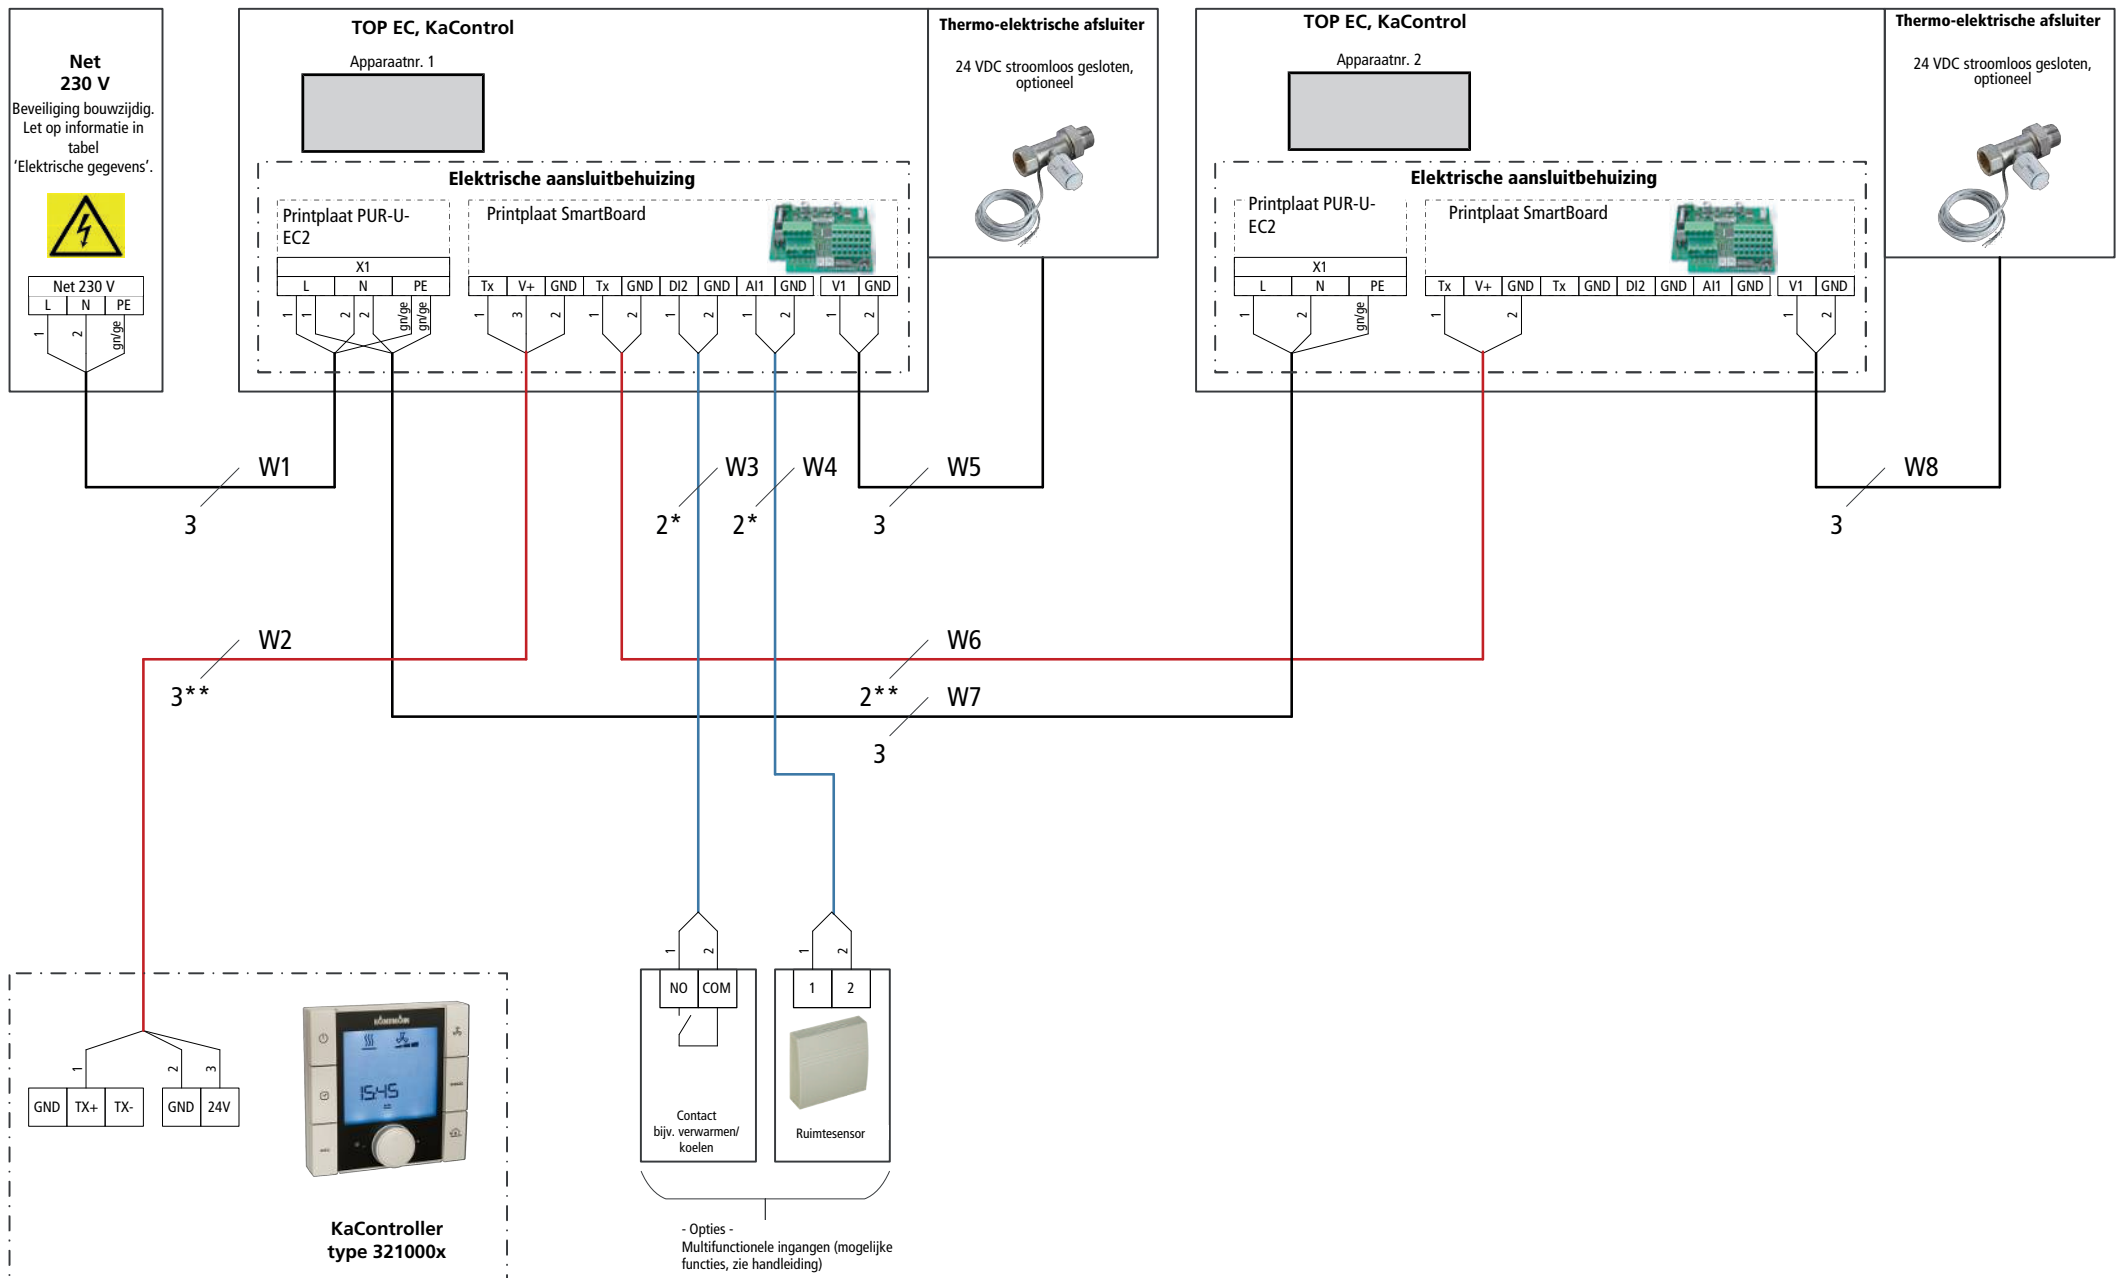 Net
230 V
Beveiliging bouwzijdig.
Let op informatie in
tabel
'Elektrische gegevens'.
Net 230 V
L N PE
1 2 gn/ge
TOP EC, KaControl
Apparaatnr. 1
Elektrische aansluitbehuizing
Printplaat PUR-U-
EC2
X1
L N PE
1 1 2 2 gn/ge gn/ge
Printplaat SmartBoard
Tx V+ GND Tx GND DI2 GND AI1 GND V1 GND
1 3 2 1 2 1 2 1 2 1 2
Thermo-elektrische afsluiter
24 VDC stroomloos gesloten,
optioneel
TOP EC, KaControl
Apparaatnr. 2
Elektrische aansluitbehuizing
Printplaat PUR-U-
EC2
X1
L N PE
1 2 gn/ge
Printplaat SmartBoard
Tx V+ GND Tx GND DI2 GND AI1 GND V1 GND
1 2 1 2
Thermo-elektrische afsluiter
24 VDC stroomloos gesloten,
optioneel
W1
3
W3
2*
W4
2*
W5
3
W8
3
W2
3**
W6
2**
W7
3
1 2 3
GND TX+ TX- GND 24V
15:45
KaController
type 321000x
1 2
NO COM
Contact
bijv. verwarmen/
koelen
1 2
1 2
Ruimtesensor
- Opties -
Multifunctionele ingangen (mogelijke
functies, zie handleiding)